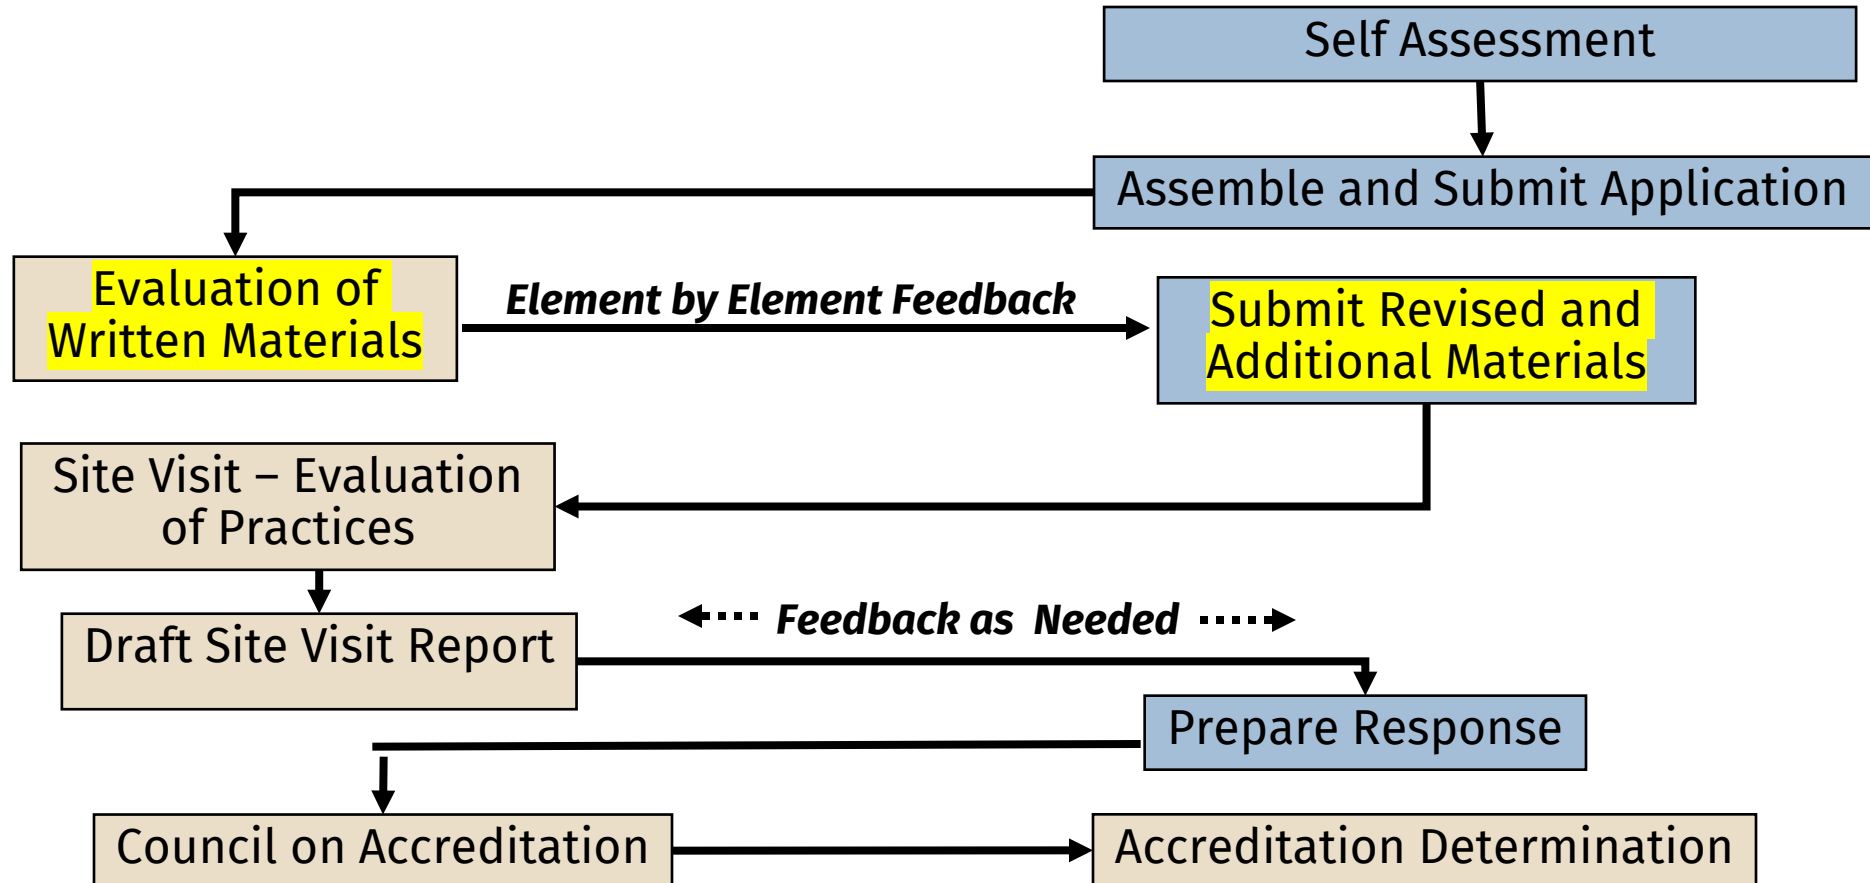 Self Assessment
Assemble and Submit Application
Evaluation of
Written Materials
Element by Element Feedback
Submit Revised and
Additional Materials
Site Visit – Evaluation
of Practices
Draft Site Visit Report
Feedback as Needed
Prepare Response
Council on Accreditation
Accreditation Determination